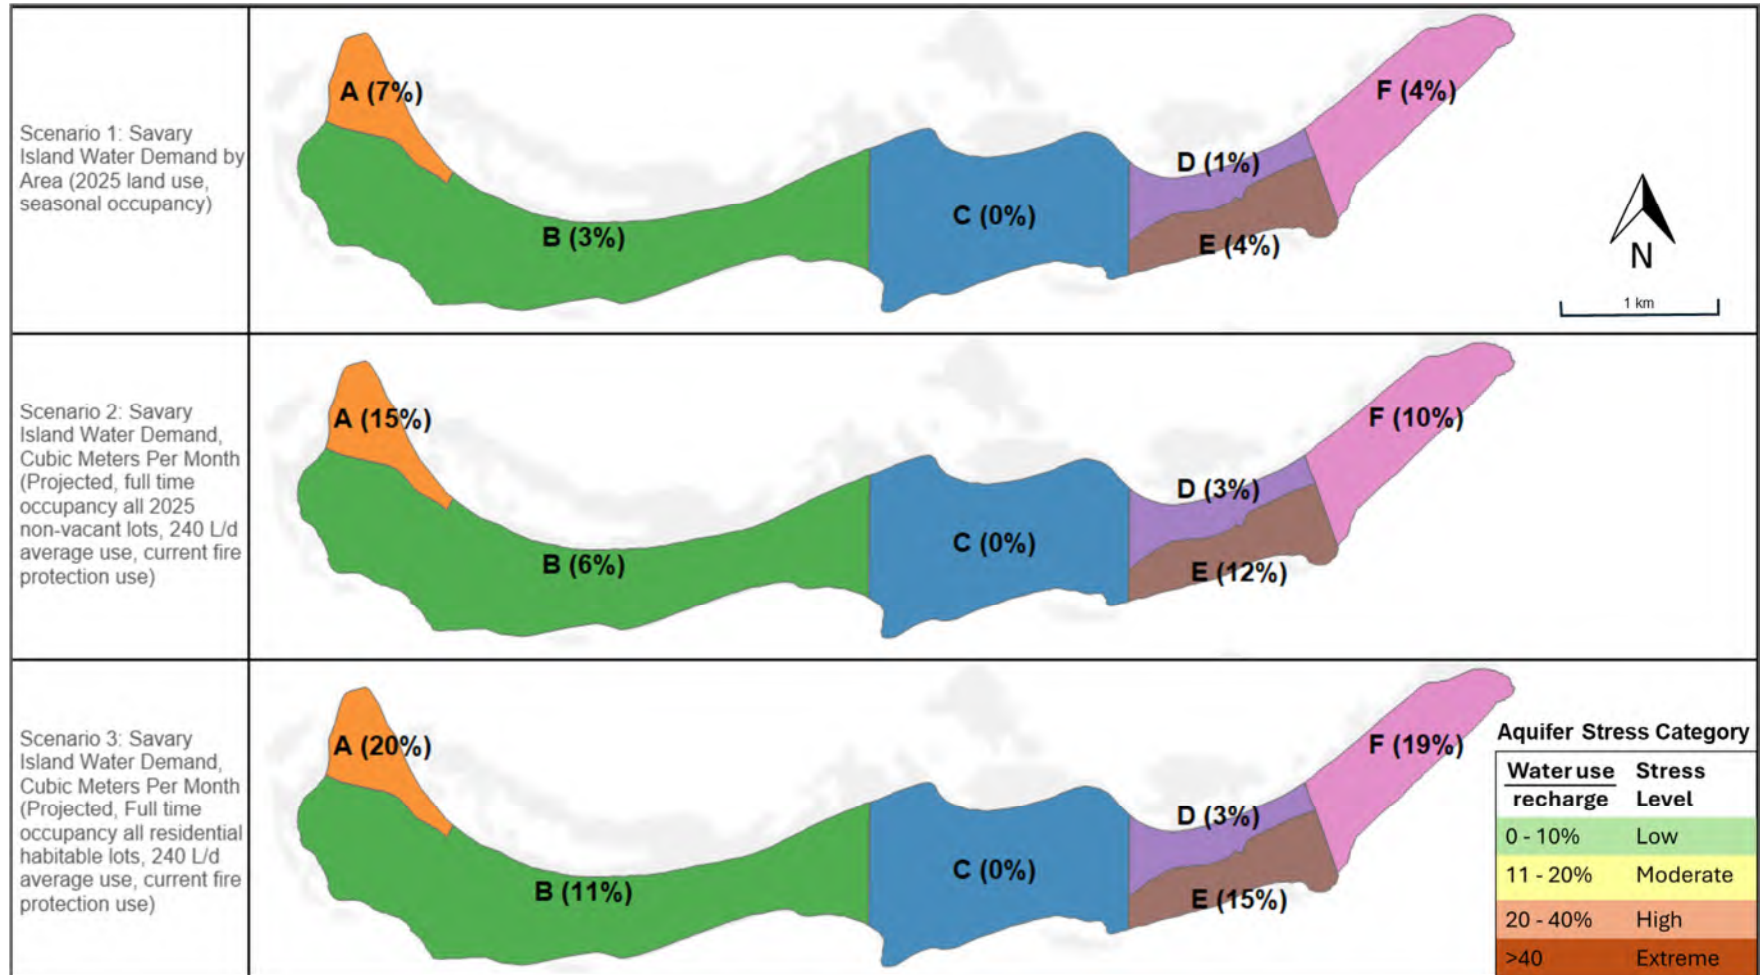 Scenario 1: Savary
Island Water Demand by
Area (2025 land use,
seasonal occupancy)
A (7%)
B (3%)
C (0%)
D (1%)
E (4%)
F (4%)
N
1 km
Scenario 2: Savary
Island Water Demand,
Cubic Meters Per Month
(Projected, full time
occupancy all 2025
non-vacant lots, 240 L/d
average use, current fire
protection use)
A (15%)
B (6%)
C (0%)
D (3%)
E (12%)
F (10%)
Scenario 3: Savary
Island Water Demand,
Cubic Meters Per Month
(Projected, Full time
occupancy all residential
habitable lots, 240 L/d
average use, current fire
protection use)
A (20%)
B (11%)
C (0%)
D (3%)
E (15%)
F (19%)
Aquifer Stress Category
Water use Stress
recharge Level
0 - 10% Low
11 - 20% Moderate
20 - 40% High
>40 Extreme